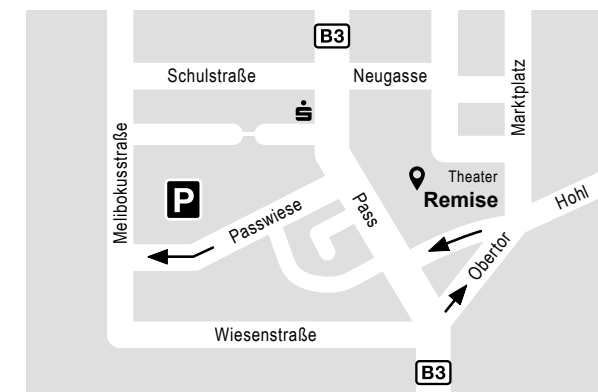 B3
Schulstraße
Neugasse
Marktplatz
Melibokusstraße
P
Theater
Remise
Passwiese
Pass
Hohl
Obertor
Wiesenstraße
B3